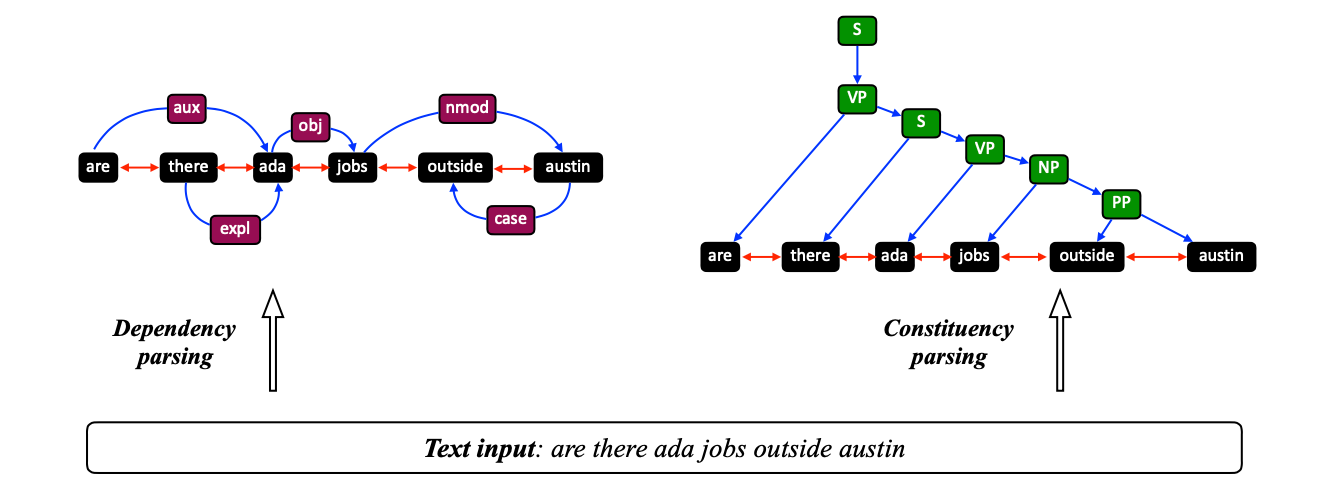 S
aux
nmod
VP
obj
S
VP
are there ada jobs outside austin
NP
case
PP
expl
are there ada jobs outside austin
Dependency
parsing
Constituency
parsing
Text input: are there ada jobs outside austin